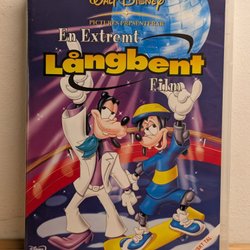 WALT DISNEY
PICTURES PRESENTERAR
En Extremt
Långbent
Film